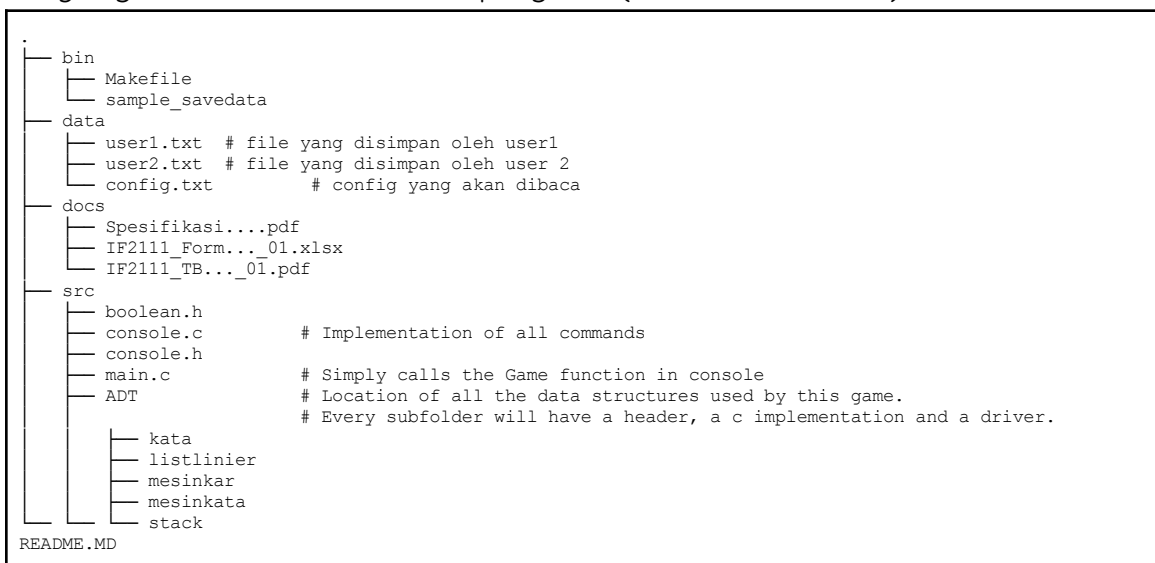 .
├── bin
│   ├── Makefile
│   └── sample_savedata
├── data
│   ├── user1.txt  # file yang disimpan oleh user1
│   ├── user2.txt  # file yang disimpan oleh user 2
│   └── config.txt          # config yang akan dibaca
├── docs
│   ├── Spesifikasi....pdf
│   ├── IF2111_Form..._01.xlsx
│   └── IF2111_TB..._01.pdf
├── src
│   ├── boolean.h
│   ├── console.c          # Implementation of all commands
│   ├── console.h
│   ├── main.c             # Simply calls the Game function in console
│   ├── ADT                # Location of all the data structures used by this game.
│   │                      # Every subfolder will have a header, a c implementation and a driver.
│   │   ├── kata
│   │   ├── listlinier
│   │   ├── mesinkar
│   │   ├── mesinkata
└── └── └── stack
README.MD